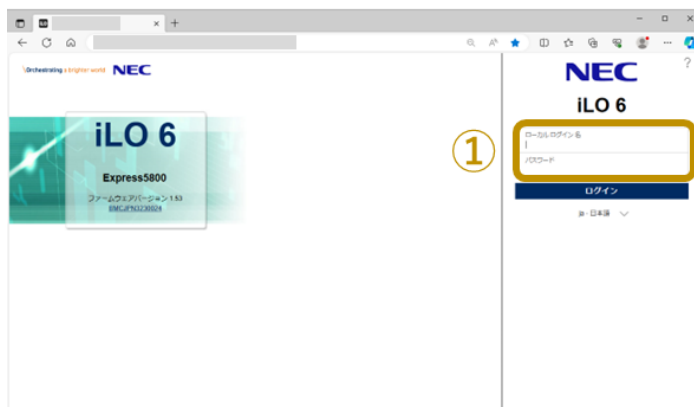 \Orchestrating a brighter world NEC
iLO 6
Express5800
ファームウェアバージョン 1.53
NEC
?
iLO 6
①
ローカルログイン名
パスワード
ログイン
ja - 日本語